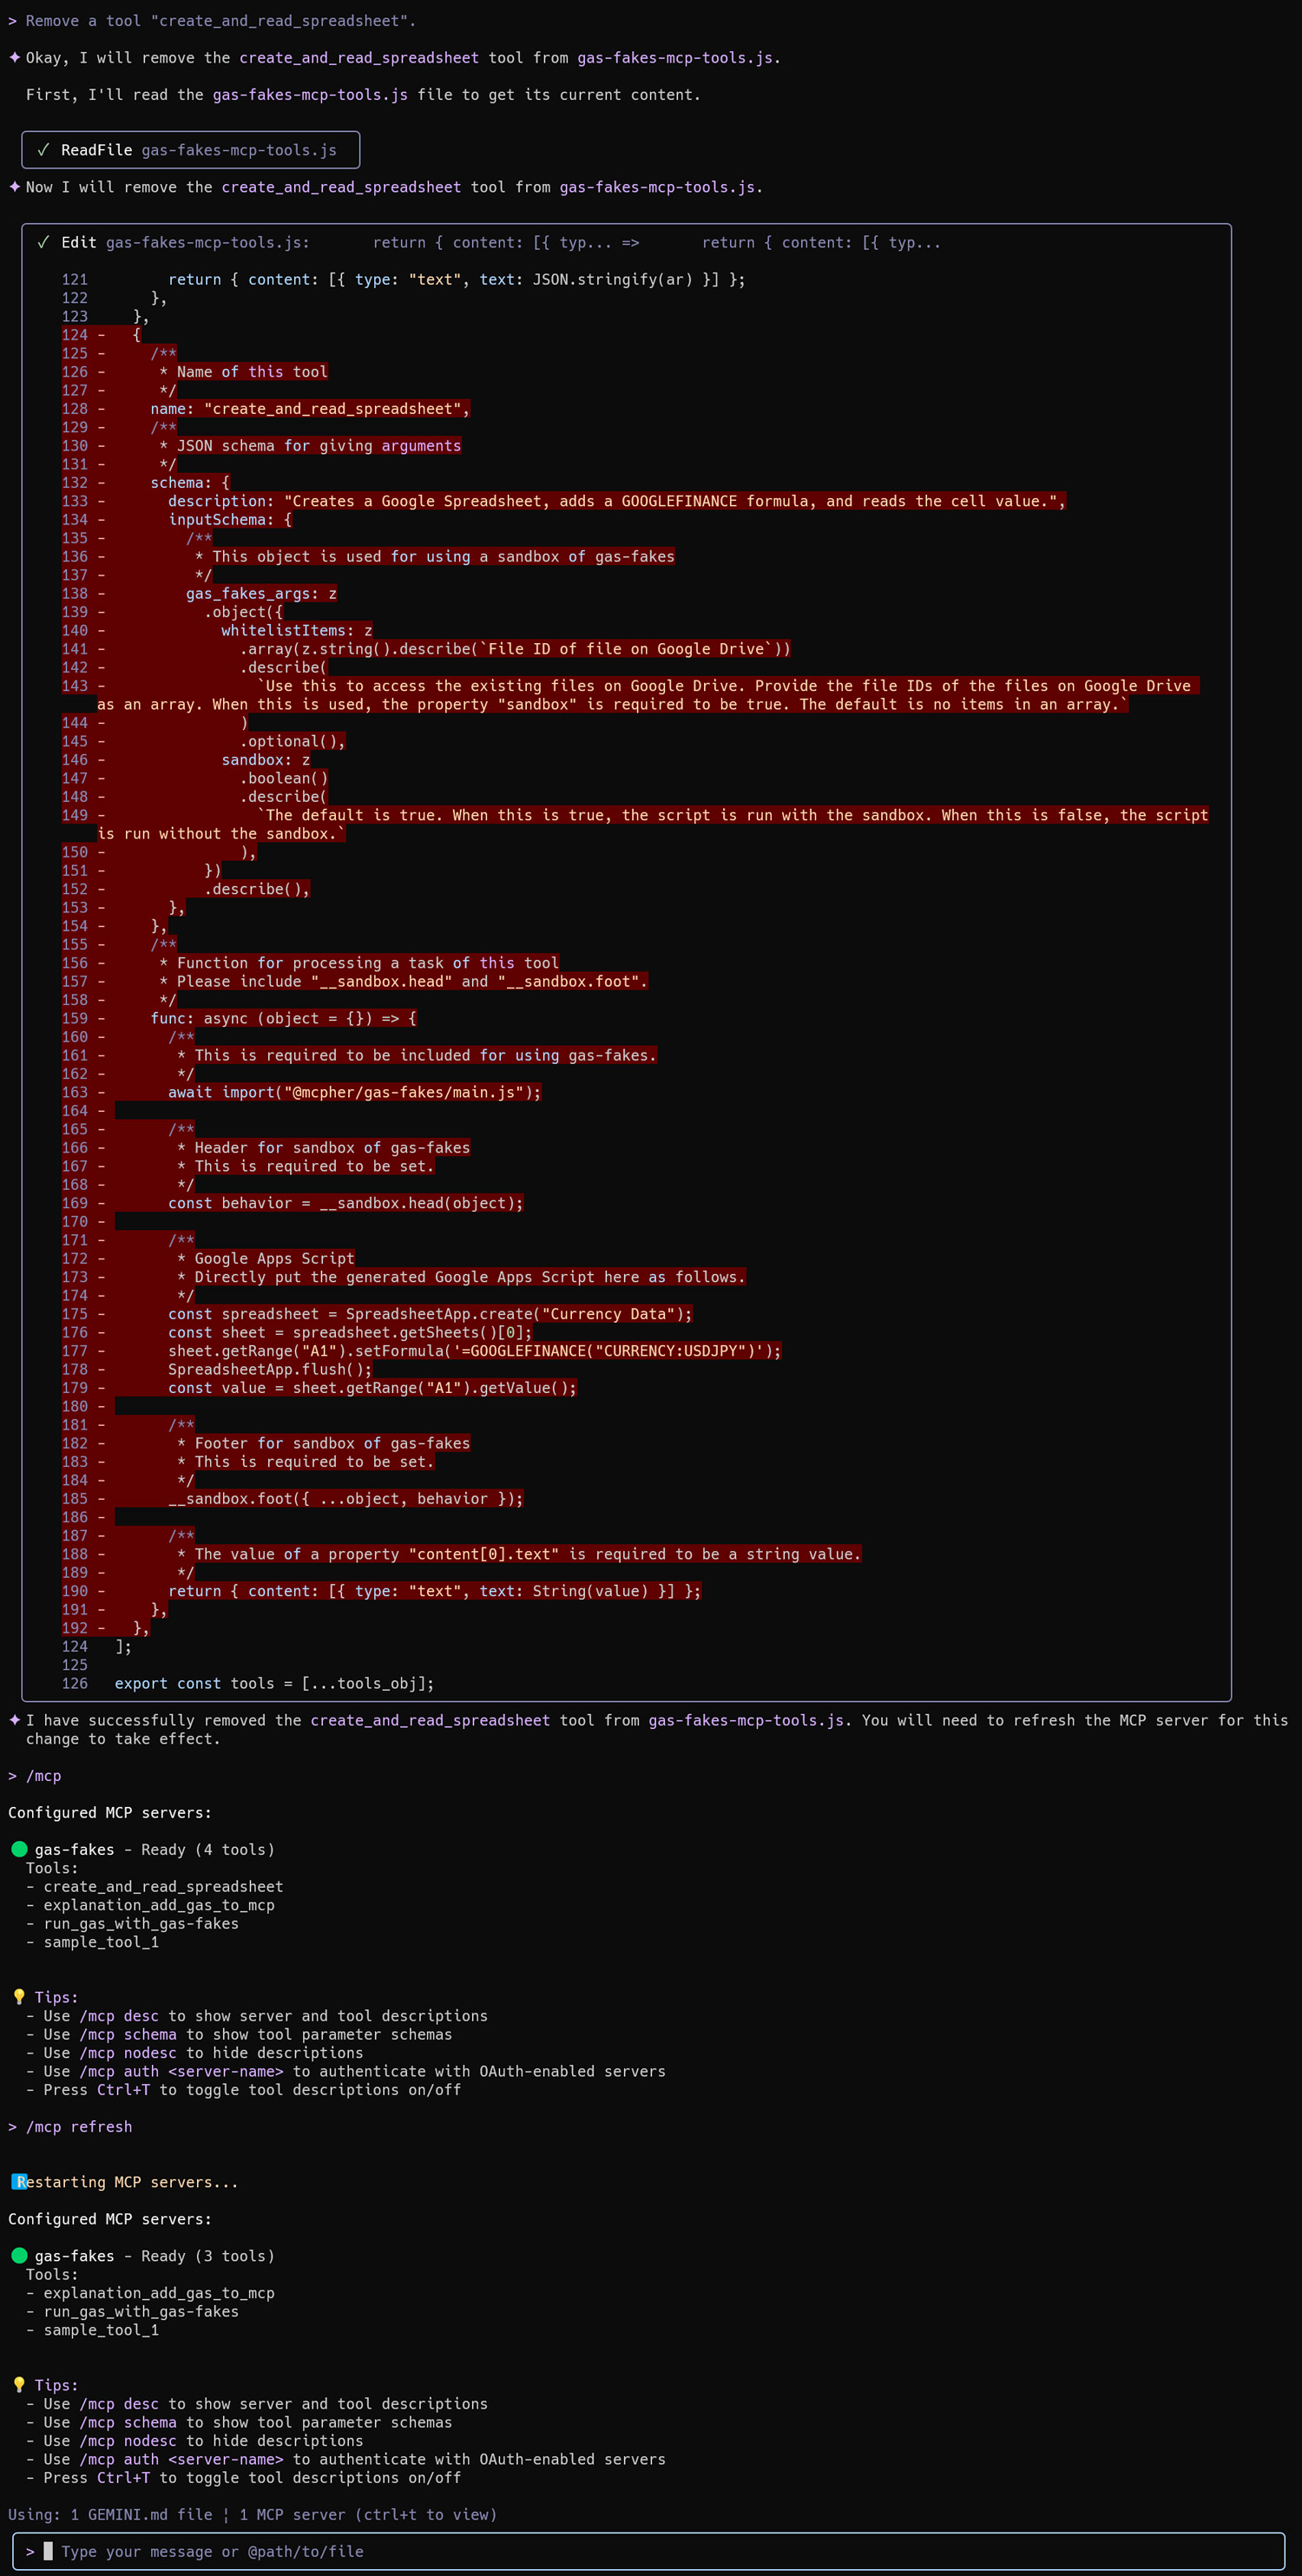 > Remove a tool "create_and_read_spreadsheet".
✦ Okay, I will remove the create_and_read_spreadsheet tool from gas-fakes-mcp-tools.js.
First, I'll read the gas-fakes-mcp-tools.js file to get its current content.
✓ ReadFile gas-fakes-mcp-tools.js
✦ Now I will remove the create_and_read_spreadsheet tool from gas-fakes-mcp-tools.js.
✓ Edit gas-fakes-mcp-tools.js:       return { content: [{ typ... =>       return { content: [{ typ...
121         return { content: [{ type: "text", text: JSON.stringify(ar) }] };
122       },
123     },
124 -   {
125 -     /**
126 -      * Name of this tool
127 -      */
128 -     name: "create_and_read_spreadsheet",
129 -     /**
130 -      * JSON schema for giving arguments
131 -      */
132 -     schema: {
133 -       description: "Creates a Google Spreadsheet, adds a GOOGLEFINANCE formula, and reads the cell value.",
134 -       inputSchema: {
135 -         /**
136 -          * This object is used for using a sandbox of gas-fakes
137 -          */
138 -         gas_fakes_args: z
139 -           .object({
140 -             whitelistItems: z
141 -               .array(z.string().describe(`File ID of file on Google Drive`))
142 -               .describe(
143 -                 `Use this to access the existing files on Google Drive. Provide the file IDs of the files on Google Drive
as an array. When this is used, the property "sandbox" is required to be true. The default is no items in an array.`
144 -               )
145 -               .optional(),
146 -             sandbox: z
147 -               .boolean()
148 -               .describe(
149 -                 `The default is true. When this is true, the script is run with the sandbox. When this is false, the script
is run without the sandbox.`
150 -               ),
151 -           })
152 -           .describe(),
153 -       },
154 -     },
155 -     /**
156 -      * Function for processing a task of this tool
157 -      * Please include "__sandbox.head" and "__sandbox.foot".
158 -      */
159 -     func: async (object = {}) => {
160 -       /**
161 -        * This is required to be included for using gas-fakes.
162 -        */
163 -       await import("@mcpher/gas-fakes/main.js");
164 -
165 -       /**
166 -        * Header for sandbox of gas-fakes
167 -        * This is required to be set.
168 -        */
169 -       const behavior = __sandbox.head(object);
170 -
171 -       /**
172 -        * Google Apps Script
173 -        * Directly put the generated Google Apps Script here as follows.
174 -        */
175 -       const spreadsheet = SpreadsheetApp.create("Currency Data");
176 -       const sheet = spreadsheet.getSheets()[0];
177 -       sheet.getRange("A1").setFormula('=GOOGLEFINANCE("CURRENCY:USDJPY")');
178 -       SpreadsheetApp.flush();
179 -       const value = sheet.getRange("A1").getValue();
180 -
181 -       /**
182 -        * Footer for sandbox of gas-fakes
183 -        * This is required to be set.
184 -        */
185 -       __sandbox.foot({ ...object, behavior });
186 -
187 -       /**
188 -        * The value of a property "content[0].text" is required to be a string value.
189 -        */
190 -       return { content: [{ type: "text", text: String(value) }] };
191 -     },
192 -   },
124   ];
125
126   export const tools = [...tools_obj];
✦ I have successfully removed the create_and_read_spreadsheet tool from gas-fakes-mcp-tools.js. You will need to refresh the MCP server for this
change to take effect.
> /mcp
Configured MCP servers:
gas-fakes - Ready (4 tools)
Tools:
- create_and_read_spreadsheet
- explanation_add_gas_to_mcp
- run_gas_with_gas-fakes
- sample_tool_1
💡 Tips:
- Use /mcp desc to show server and tool descriptions
- Use /mcp schema to show tool parameter schemas
- Use /mcp nodesc to hide descriptions
- Use /mcp auth <server-name> to authenticate with OAuth-enabled servers
- Press Ctrl+T to toggle tool descriptions on/off
> /mcp refresh
Restarting MCP servers...
Configured MCP servers:
gas-fakes - Ready (3 tools)
Tools:
- explanation_add_gas_to_mcp
- run_gas_with_gas-fakes
- sample_tool_1
💡 Tips:
- Use /mcp desc to show server and tool descriptions
- Use /mcp schema to show tool parameter schemas
- Use /mcp nodesc to hide descriptions
- Use /mcp auth <server-name> to authenticate with OAuth-enabled servers
- Press Ctrl+T to toggle tool descriptions on/off
Using: 1 GEMINI.md file ¦ 1 MCP server (ctrl+t to view)
> Type your message or @path/to/file